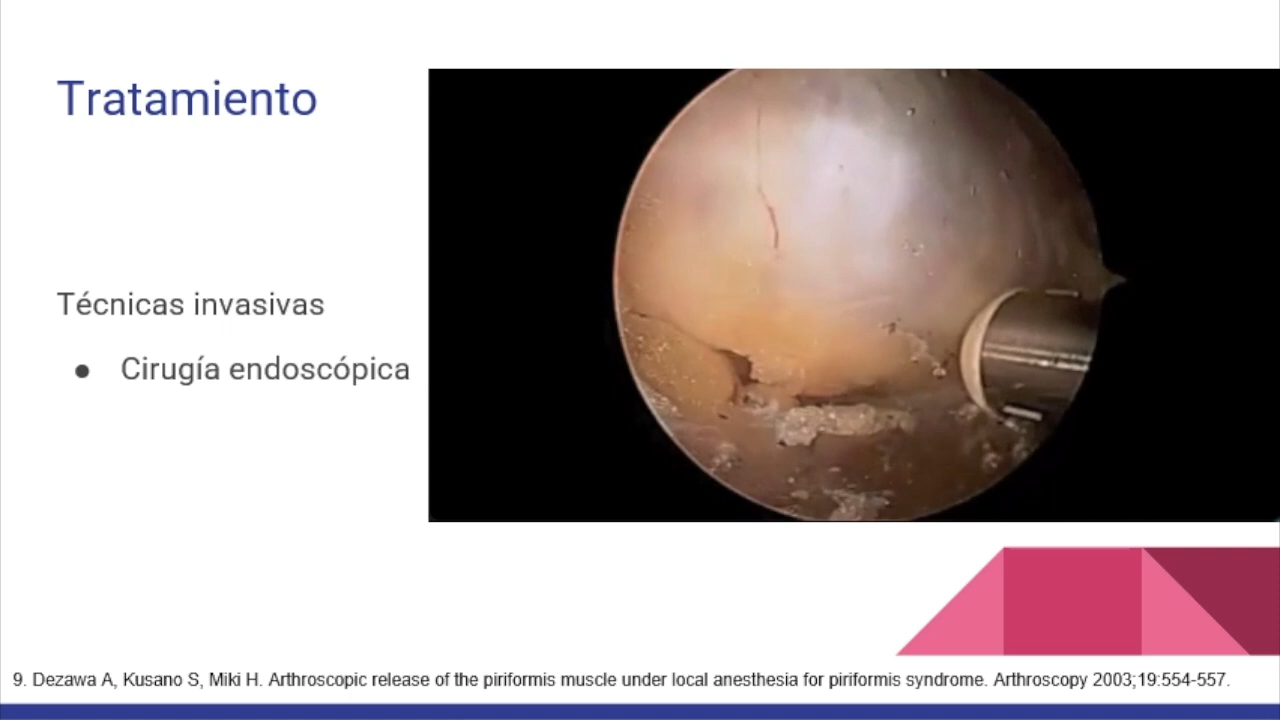 Tratamiento
Técnicas invasivas
● Cirugía endoscópica
9. Dezawa A, Kusano S, Miki H. Arthroscopic release of the piriformis muscle under local anesthesia for piriformis syndrome. Arthroscopy 2003;19:554-557.